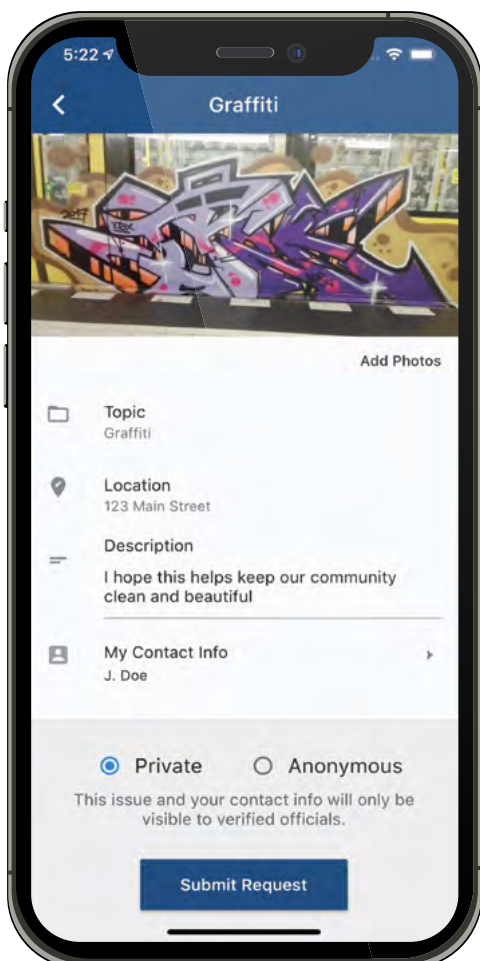 5:22
Graffiti
2017
Add Photos
Topic
Graffiti
Location
123 Main Street
Description
I hope this helps keep our community
clean and beautiful
My Contact Info
J. Doe
Private
Anonymous
This issue and your contact info will only be
visible to verified officials.
Submit Request